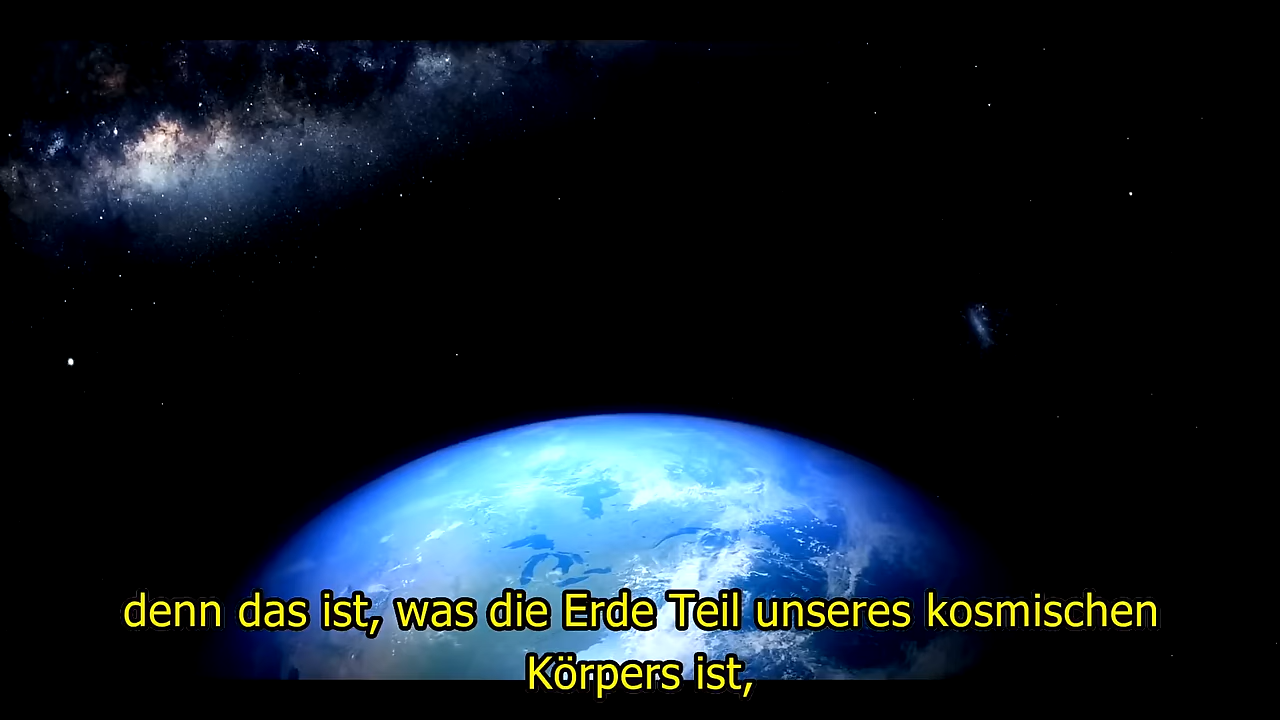 denn das ist, was die Erde Teil unseres kosmischen
Körpers ist,